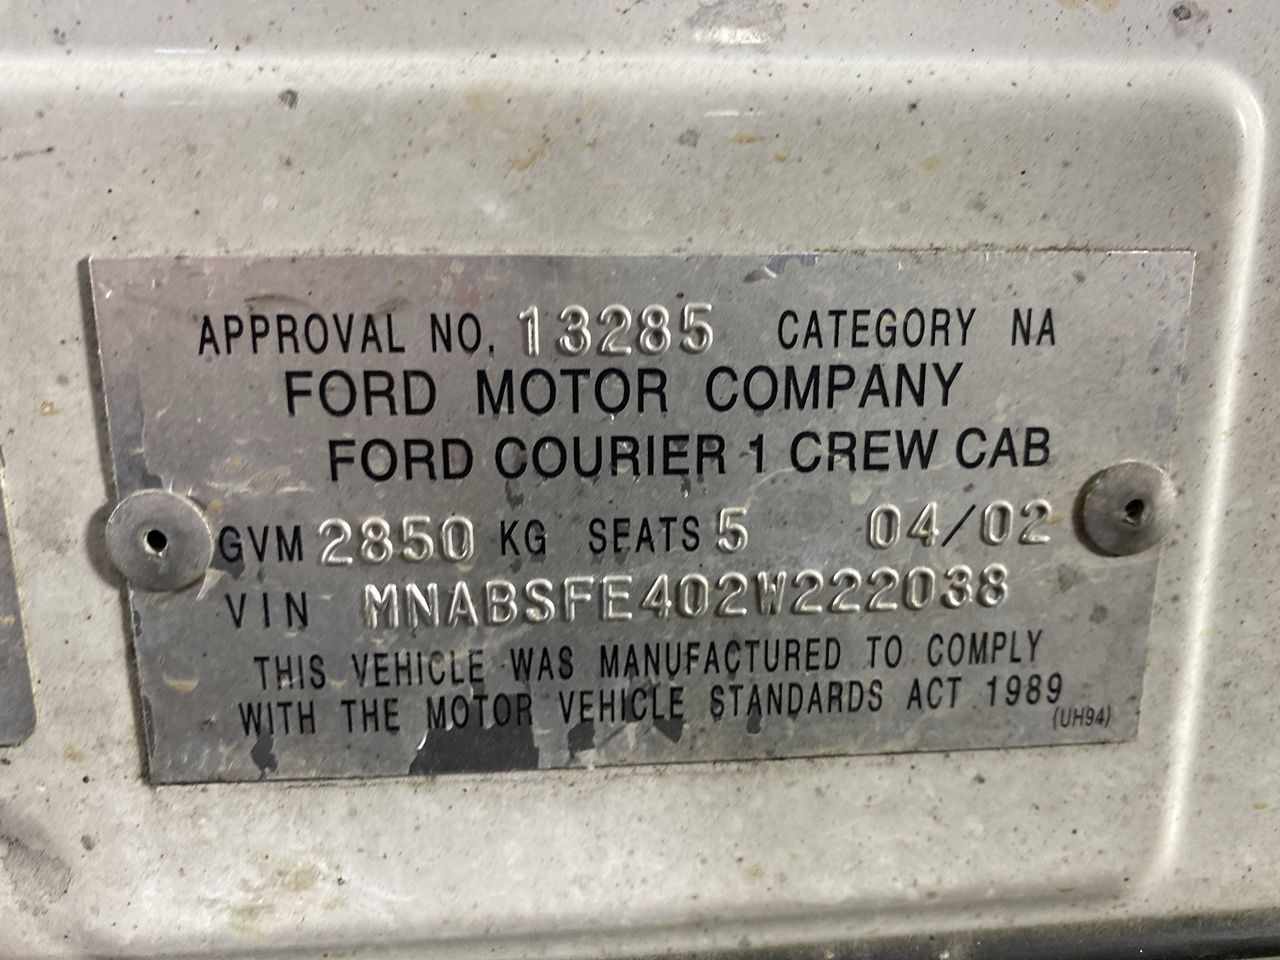 APPROVAL NO. 13285 CATEGORY NA
FORD MOTOR COMPANY
FORD COURIER 1 CREW CAB
GVM 2850 KG SEATS 5 04/02
VIN MNABSFE402W222038
THIS VEHICLE WAS MANUFACTURED TO COMPLY
WITH THE MOTOR VEHICLE STANDARDS ACT 1989
(UH94)